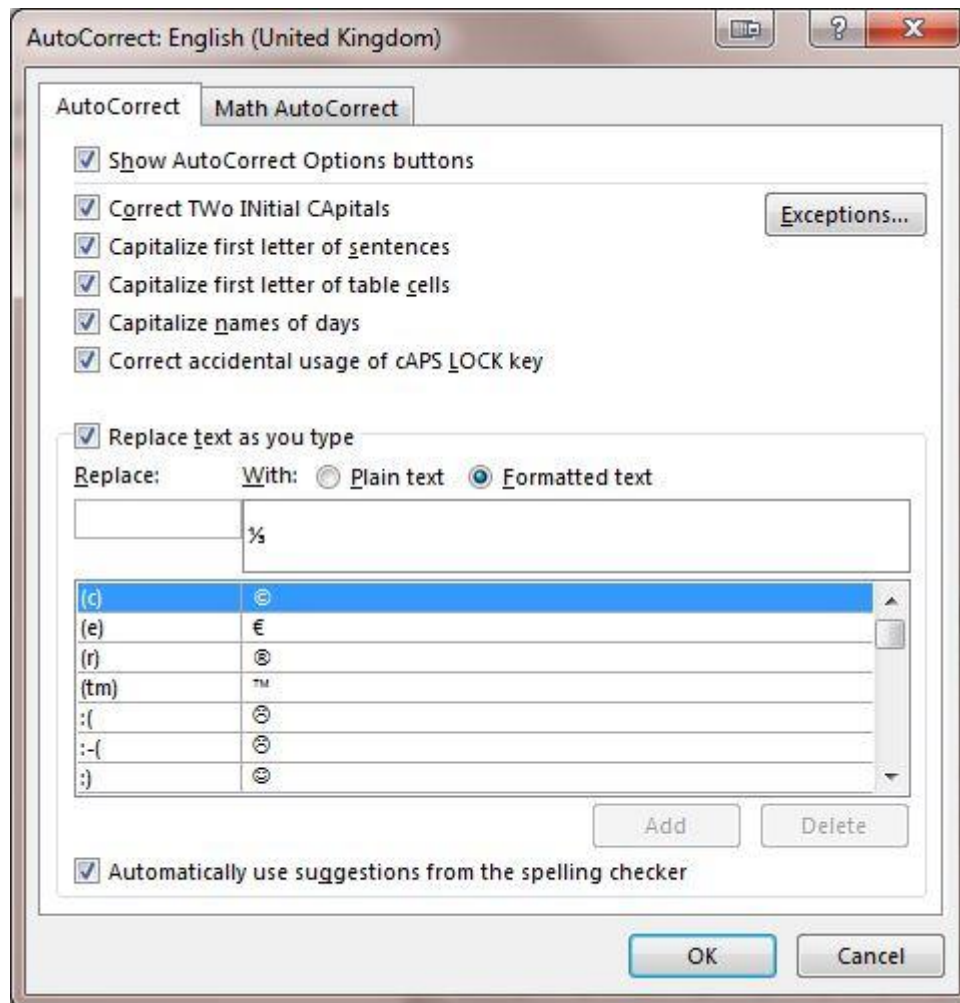 AutoCorrect: English (United Kingdom)
AutoCorrect Math AutoCorrect
Show AutoCorrect Options buttons
Correct TWo INitial CApitals Exceptions...
Capitalize first letter of sentences
Capitalize first letter of table cells
Capitalize names of days
Correct accidental usage of cAPS LOCK key
Replace text as you type
Replace: With: Plain text Formatted text
⅕
(c) ©
(e) €
(r) ®
(tm) ™
:( ☹
:-( ☹
:) ☺
Add Delete
Automatically use suggestions from the spelling checker
OK Cancel